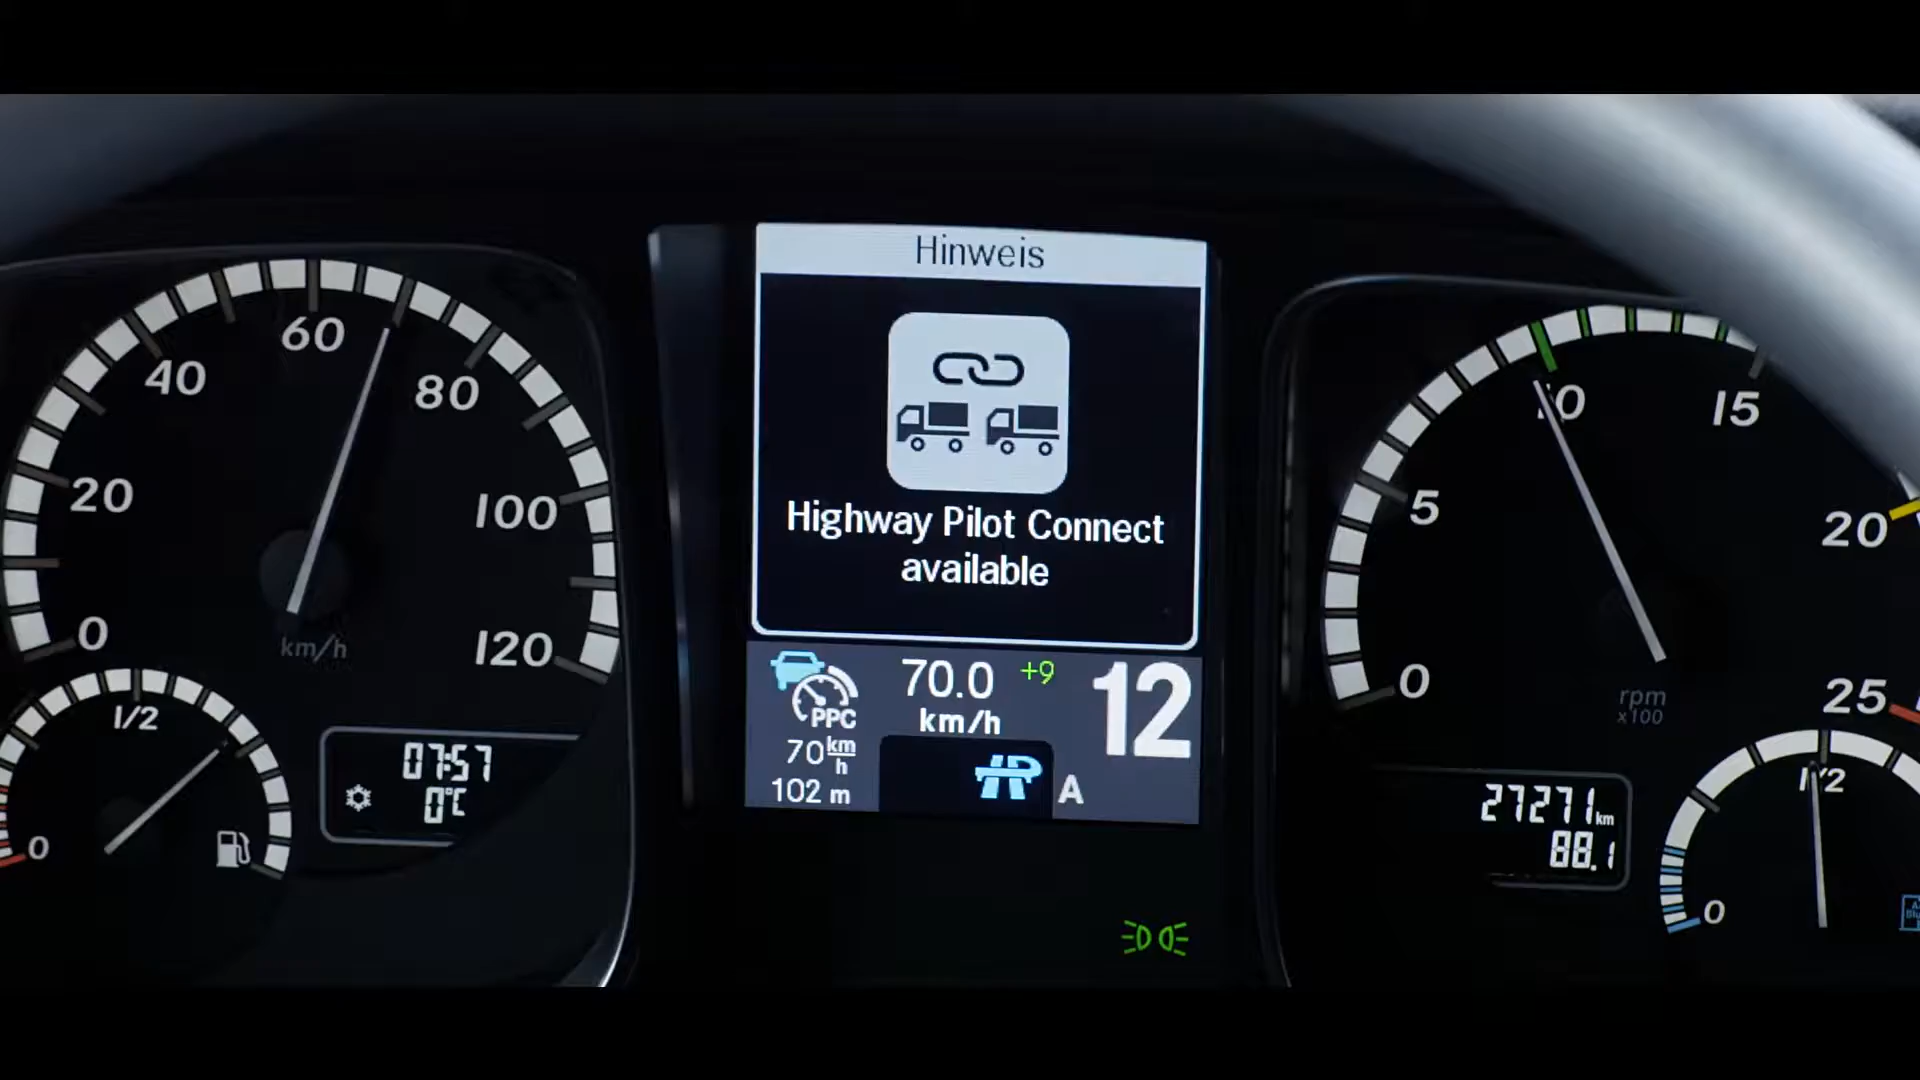 Hinweis
Highway Pilot Connect
available
70.0 +9
km/h
12
PPC
70 km/h
102 m
A
0
20
40
60
80
100
120
km/h
0
1/2
07:57
0°C
0
5
10
15
20
25
rpm
x100
27271 km
88.1
0
1/2